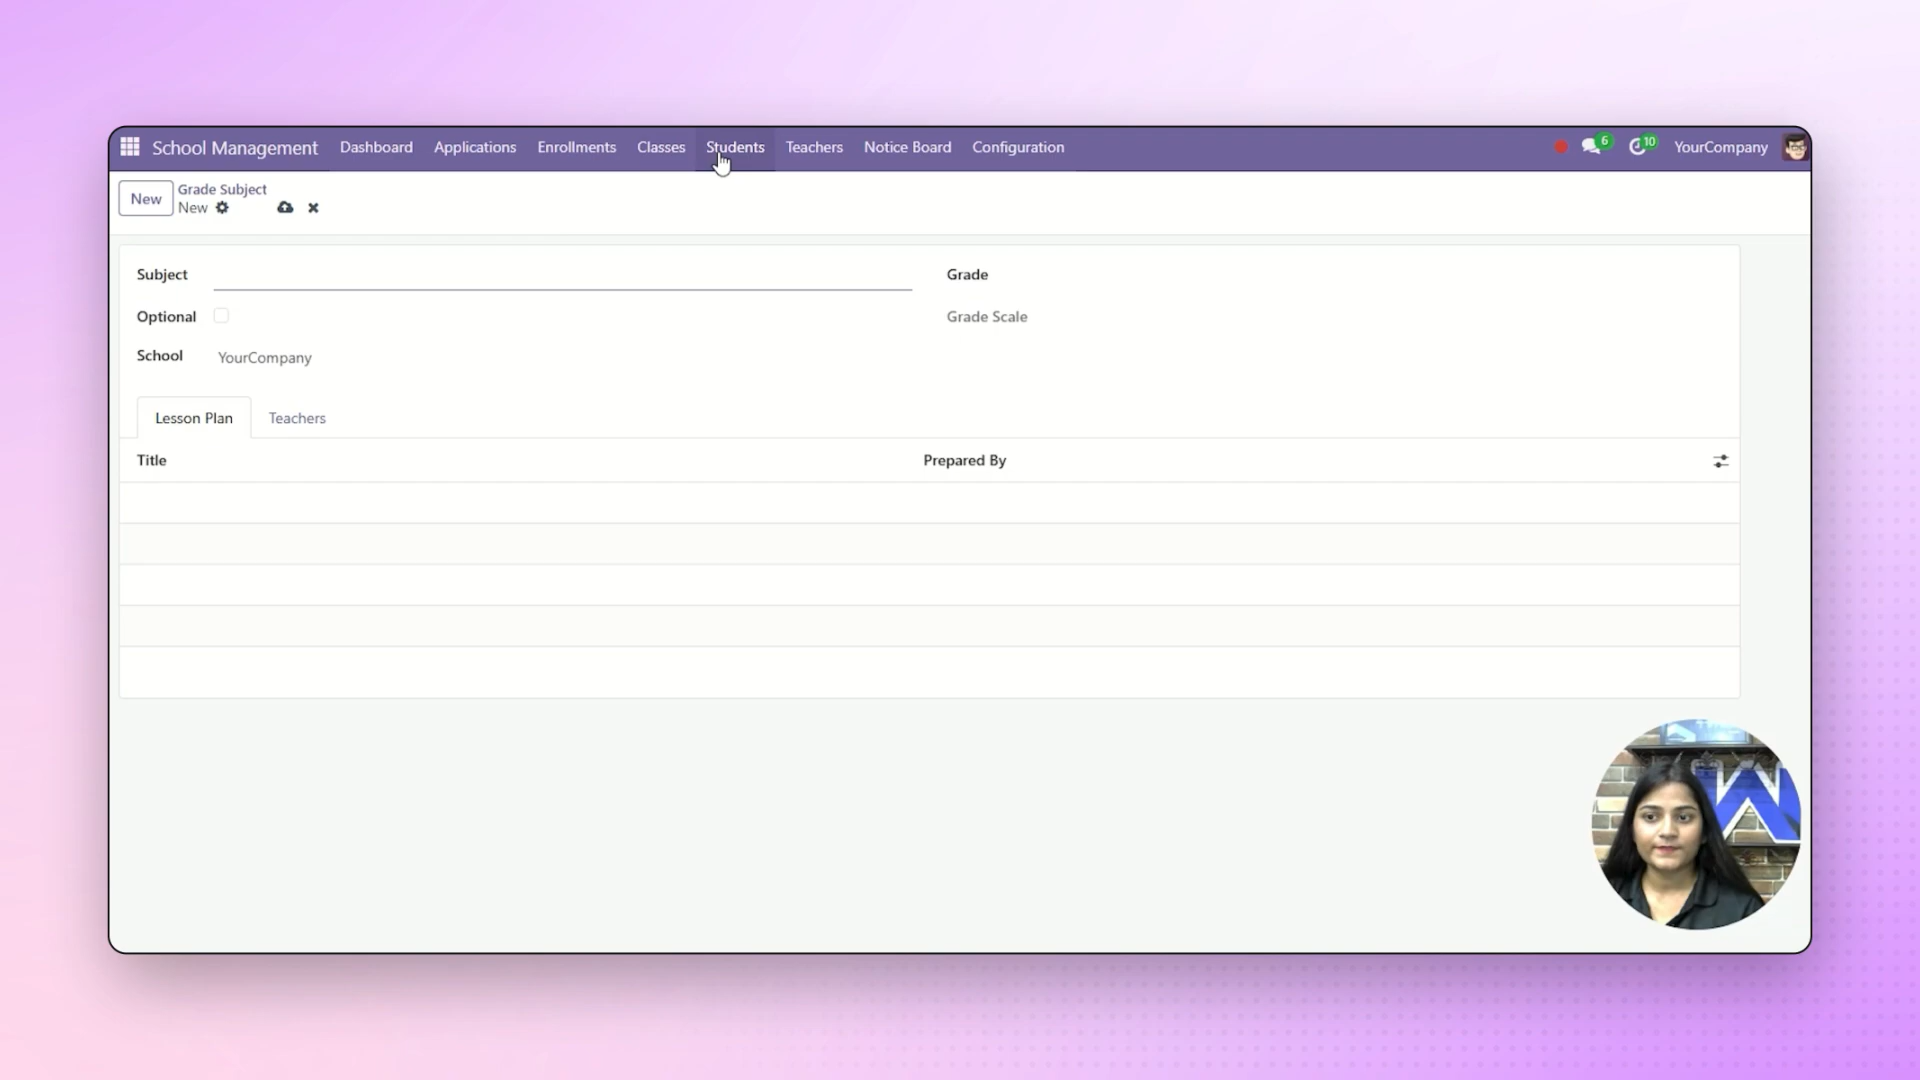 School Management Dashboard Applications Enrollments Classes Students Teachers Notice Board Configuration 6 10 YourCompany
New Grade Subject
New
Subject Grade
Optional Grade Scale
School YourCompany
Lesson Plan Teachers
Title Prepared By